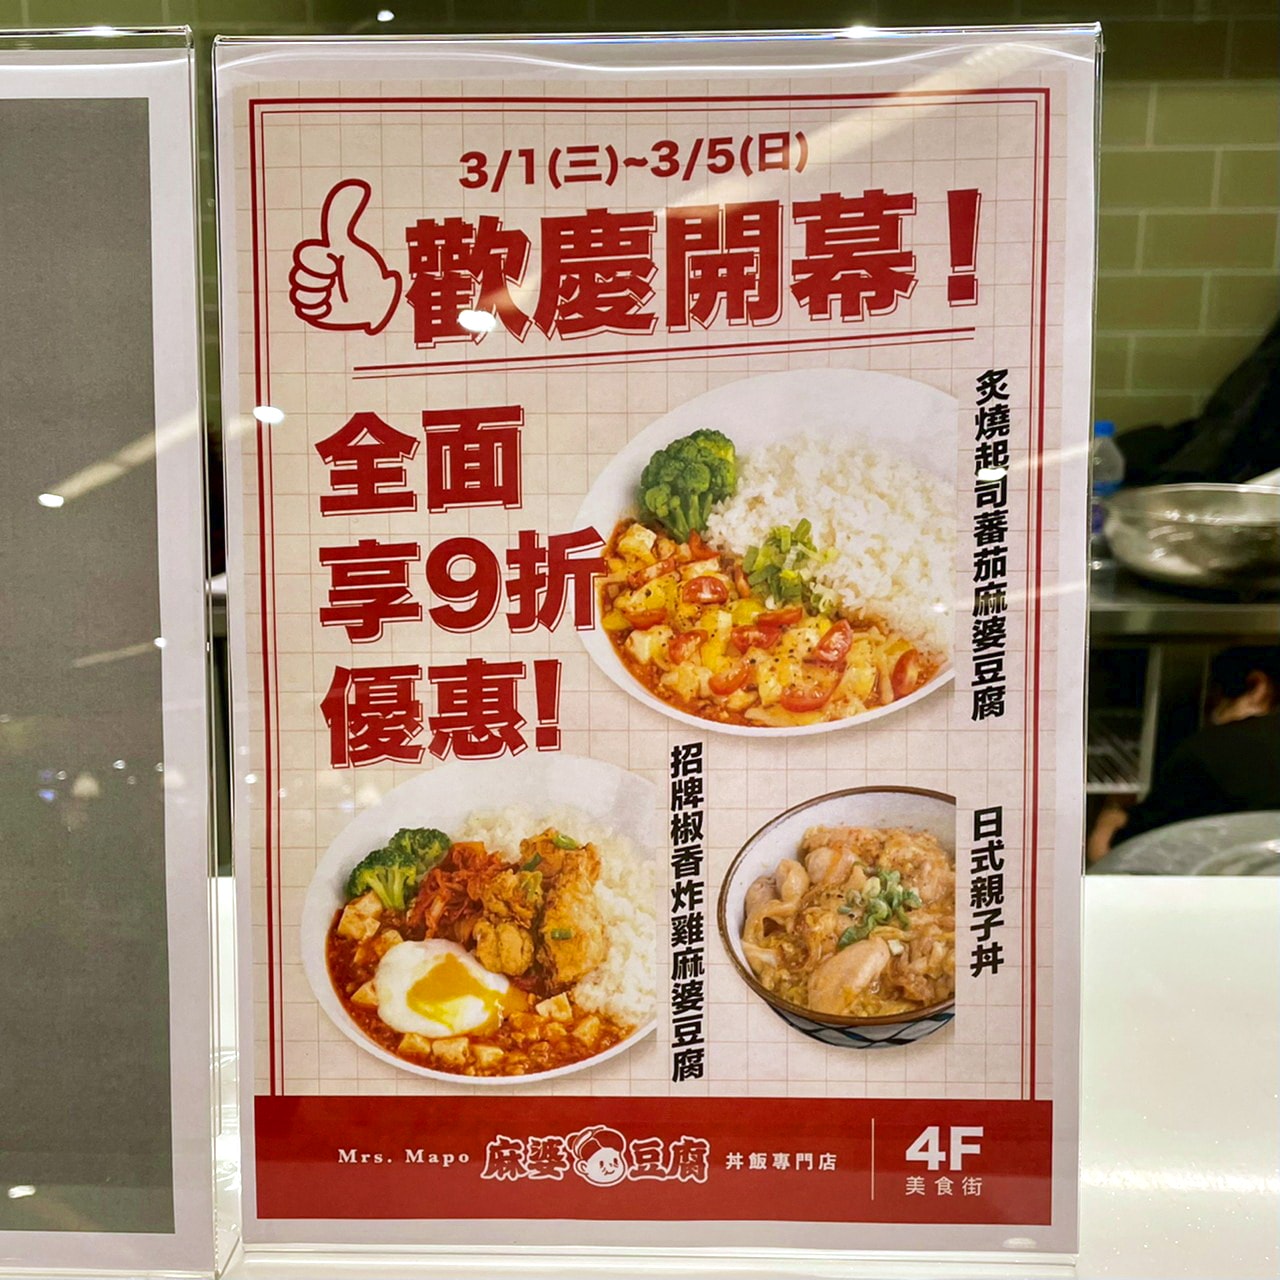 3/1(三)~3/5(日)
歡慶開幕!
全面
享9折
優惠!
炙燒起司蕃茄麻婆豆腐
招牌椒香炸雞麻婆豆腐
日式親子丼
Mrs. Mapo 麻婆豆腐 丼飯專門店
4F
美食街